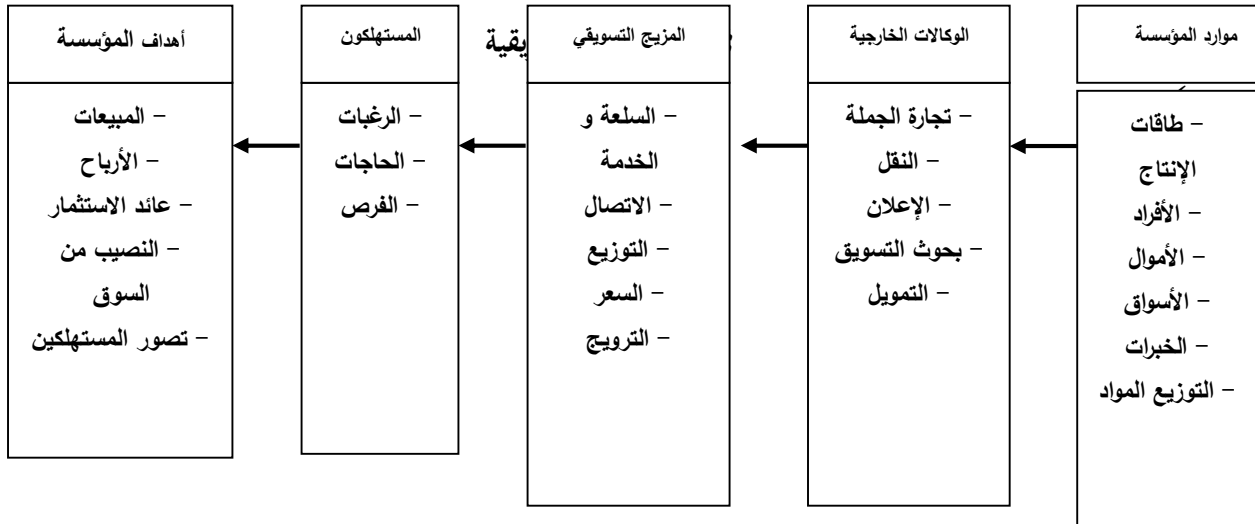 موارد المؤسسة
– طاقات
الإنتاج
– الأفراد
– الأموال
– الأسواق
– الخبرات
– التوزيع المواد
الوكالات الخارجية
– تجارة الجملة
– النقل
– الإعلان
– بحوث التسويق
– التمويل
المزيج التسويقي
– السلعة و
الخدمة
– الاتصال
– التوزيع
– السعر
– الترويج
المستهلكون
– الرغبات
– الحاجات
– الفرص
أهداف المؤسسة
– المبيعات
– الأرباح
– عائد الاستثمار
– النصيب من
السوق
– تصور المستهلكين